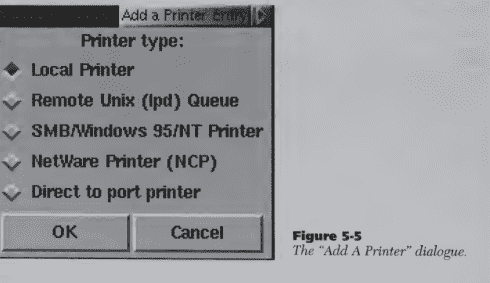 Add a Printer Entry
Printer type:
Local Printer
Remote Unix (lpd) Queue
SMB/Windows 95/NT Printer
NetWare Printer (NCP)
Direct to port printer
OK
Cancel
Figure 5-5
The "Add A Printer" dialogue.